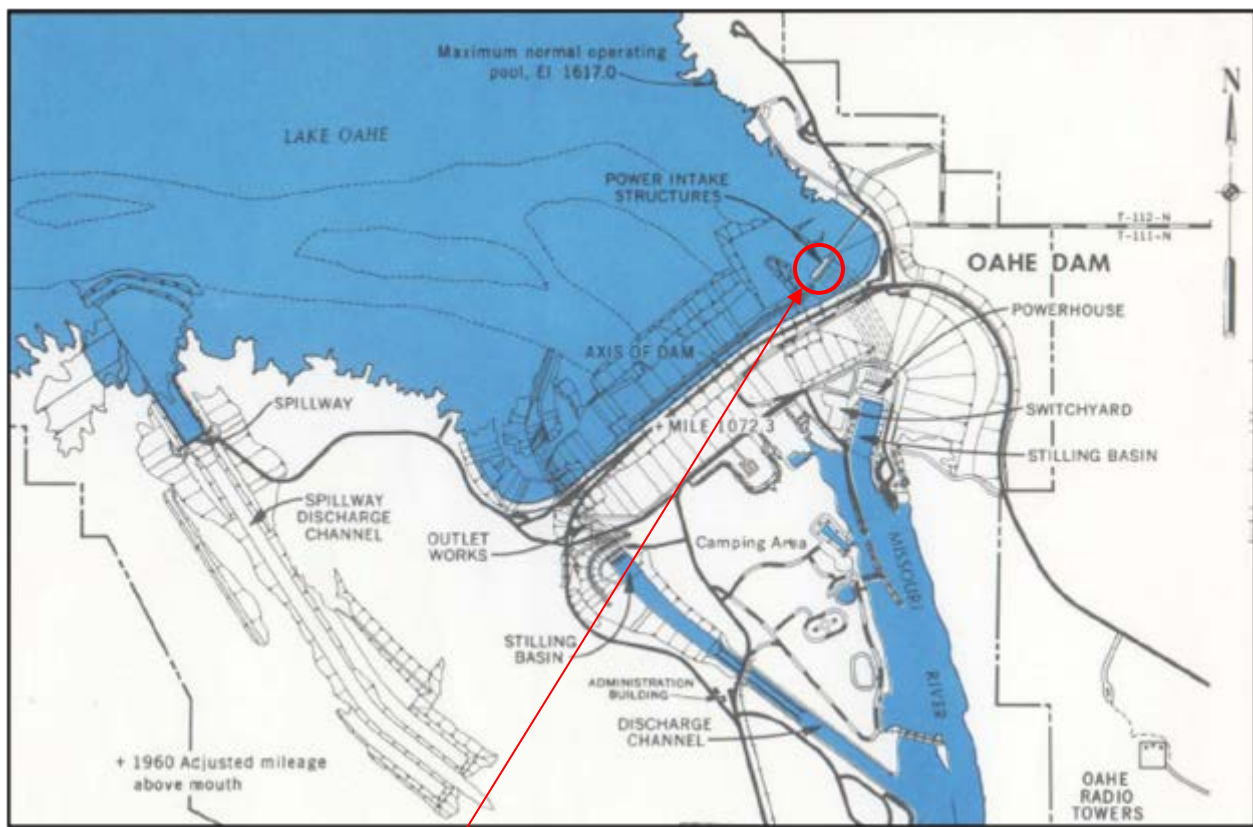 Maximum normal operating
pool, El 1617.0
N
LAKE OAHE
POWER INTAKE
STRUCTURES
T-112-N
T-111-N
OAHE DAM
POWERHOUSE
AXIS OF DAM
SPILLWAY
SWITCHYARD
+ MILE 1072.3
STILLING BASIN
SPILLWAY
DISCHARGE
CHANNEL
OUTLET
WORKS
Camping Area
MISSOURI
RIVER
STILLING
BASIN
ADMINISTRATION
BUILDING
DISCHARGE
CHANNEL
+ 1960 Adjusted mileage
above mouth
OAHE
RADIO
TOWERS